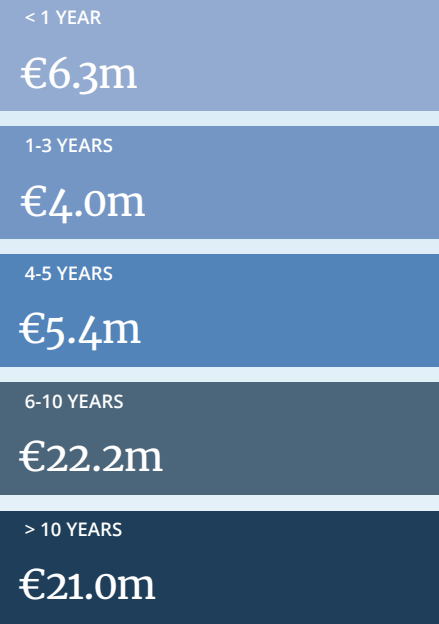 < 1 YEAR
€6.3m
1-3 YEARS
€4.0m
4-5 YEARS
€5.4m
6-10 YEARS
€22.2m
> 10 YEARS
€21.0m